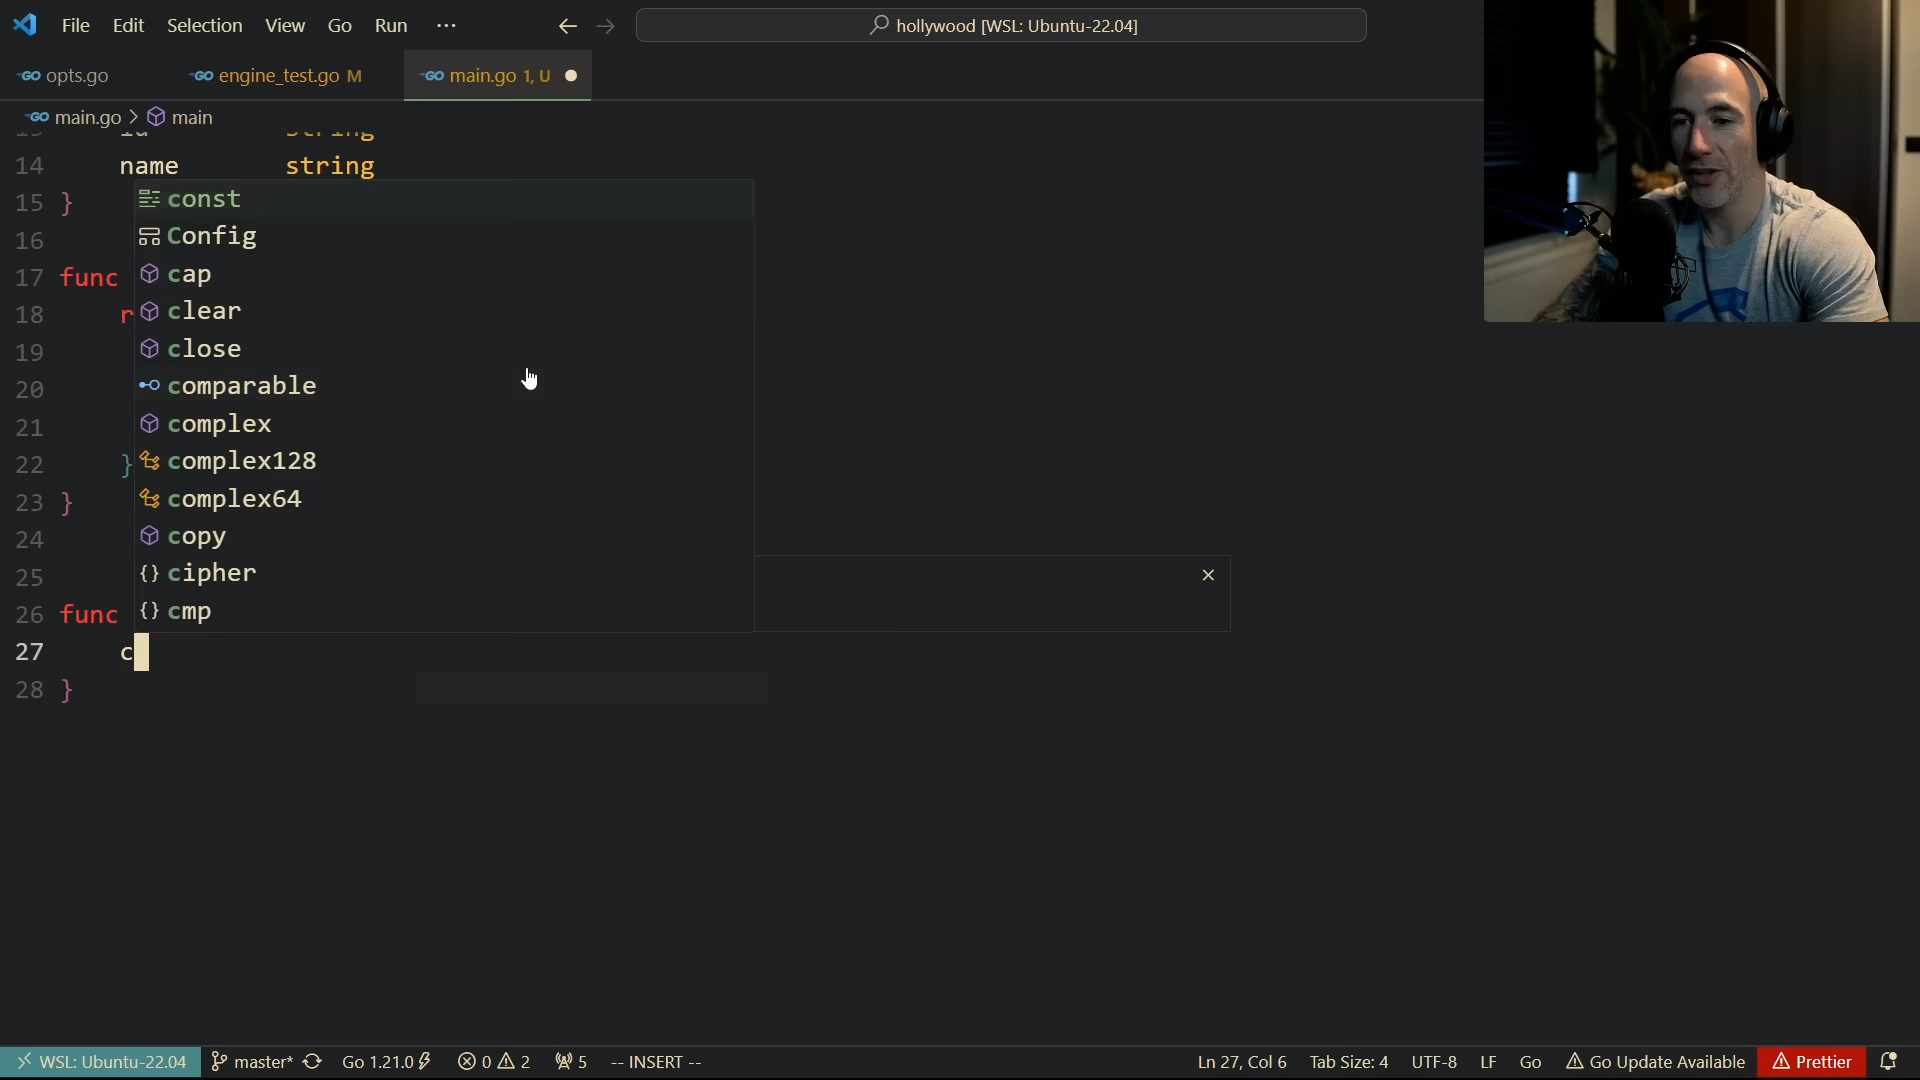 File Edit Selection View Go Run ···
hollywood [WSL: Ubuntu-22.04]
opts.go engine_test.go M main.go 1, U
main.go > main
14 name string
15 }
16
17 func
18 r
19
20
21
22 }
23 }
24
25
26 func
27 c
28 }
const
Config
cap
clear
close
comparable
complex
complex128
complex64
copy
cipher
cmp
WSL: Ubuntu-22.04 master* Go 1.21.0 0 2 5 -- INSERT -- Ln 27, Col 6 Tab Size: 4 UTF-8 LF Go Go Update Available Prettier